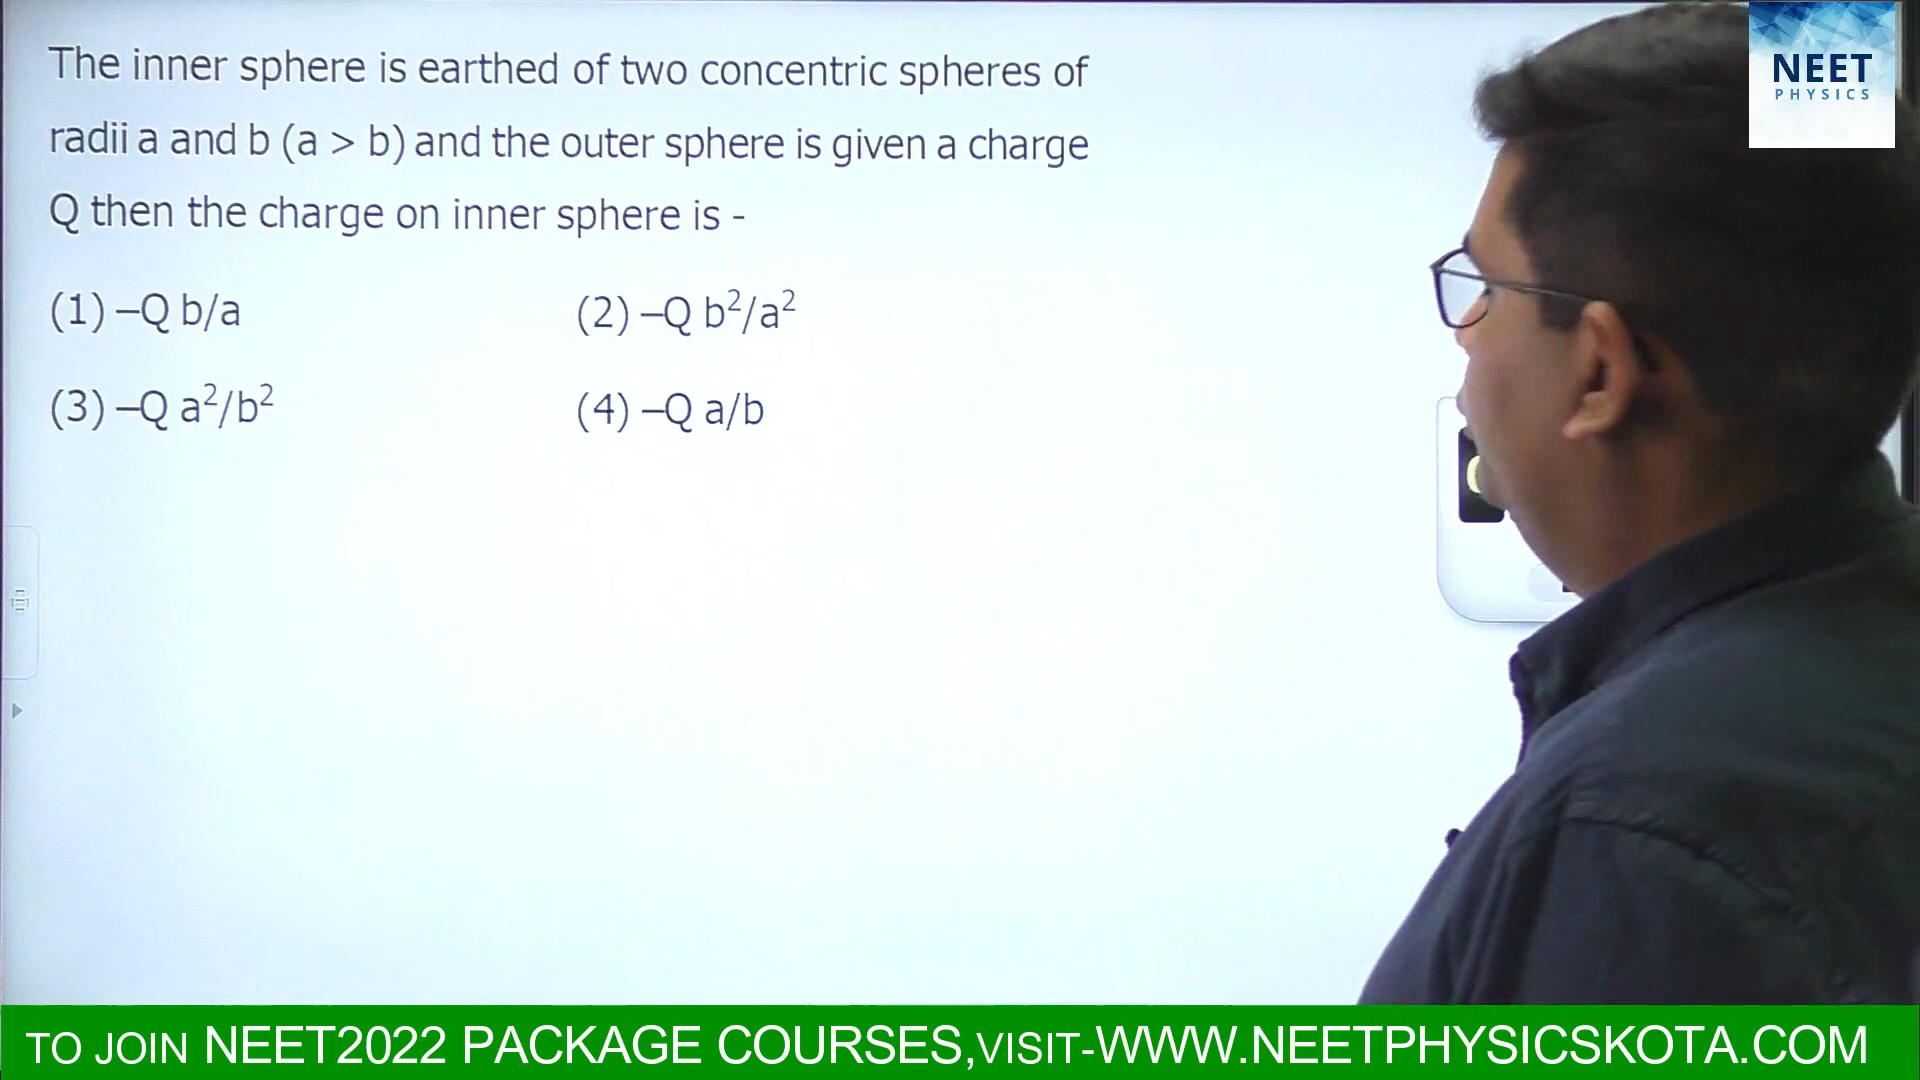 The inner sphere is earthed of two concentric spheres of
radii a and b (a > b) and the outer sphere is given a charge
Q then the charge on inner sphere is -
(1) –Q b/a
(2) –Q b²/a²
(3) –Q a²/b²
(4) –Q a/b
NEET
PHYSICS
TO JOIN NEET2022 PACKAGE COURSES,VISIT-WWW.NEETPHYSICSKOTA.COM